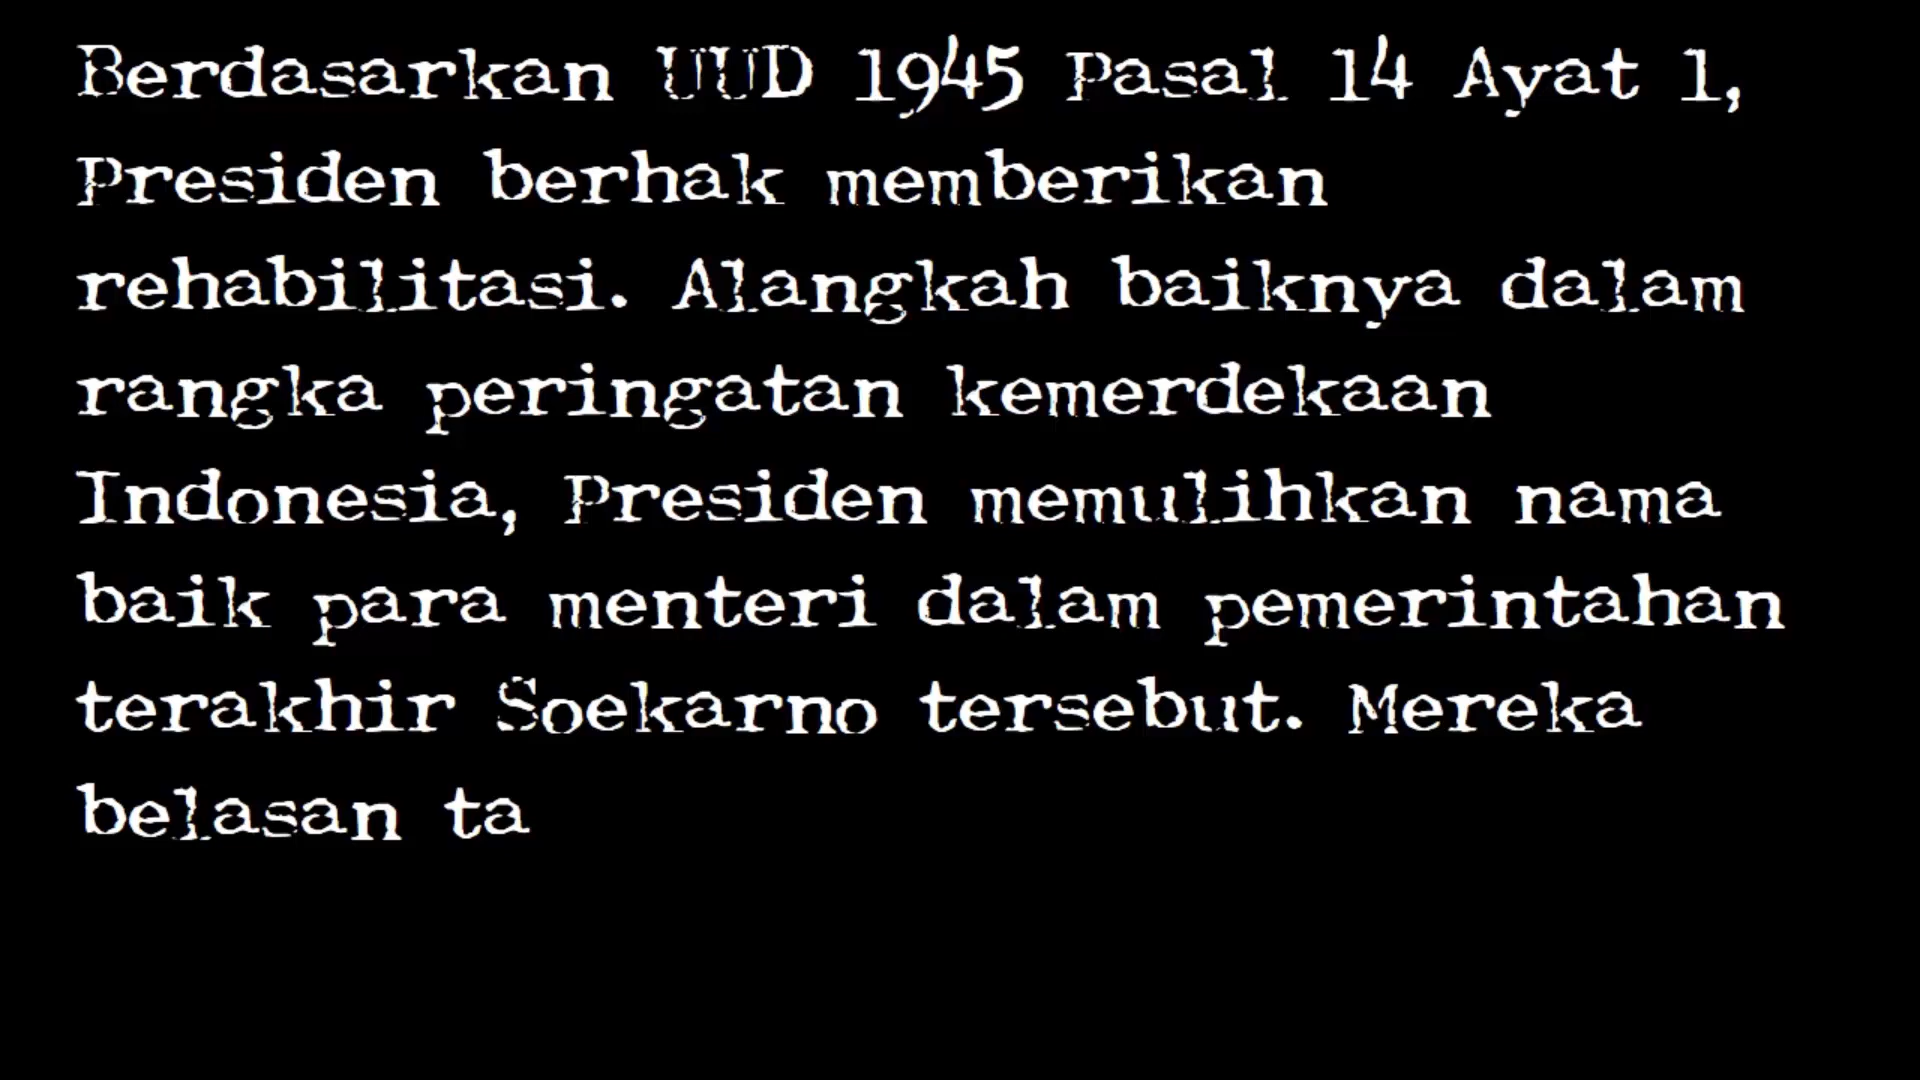 Berdasarkan UUD 1945 Pasal 14 Ayat 1,
Presiden berhak memberikan
rehabilitasi. Alangkah baiknya dalam
rangka peringatan kemerdekaan
Indonesia, Presiden memulihkan nama
baik para menteri dalam pemerintahan
terakhir Soekarno tersebut. Mereka
belasan ta